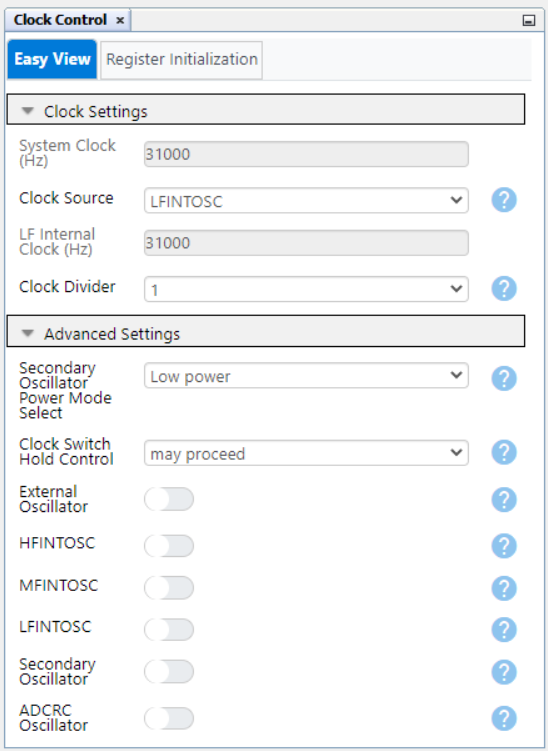 Clock Control ×
Easy View Register Initialization
Clock Settings
System Clock
(Hz)
31000
Clock Source
LFINTOSC
?
LF Internal
Clock (Hz)
31000
Clock Divider
1
?
Advanced Settings
Secondary
Oscillator
Power Mode
Select
Low power
?
Clock Switch
Hold Control
may proceed
?
External
Oscillator
?
HFINTOSC
?
MFINTOSC
?
LFINTOSC
?
Secondary
Oscillator
?
ADCRC
Oscillator
?